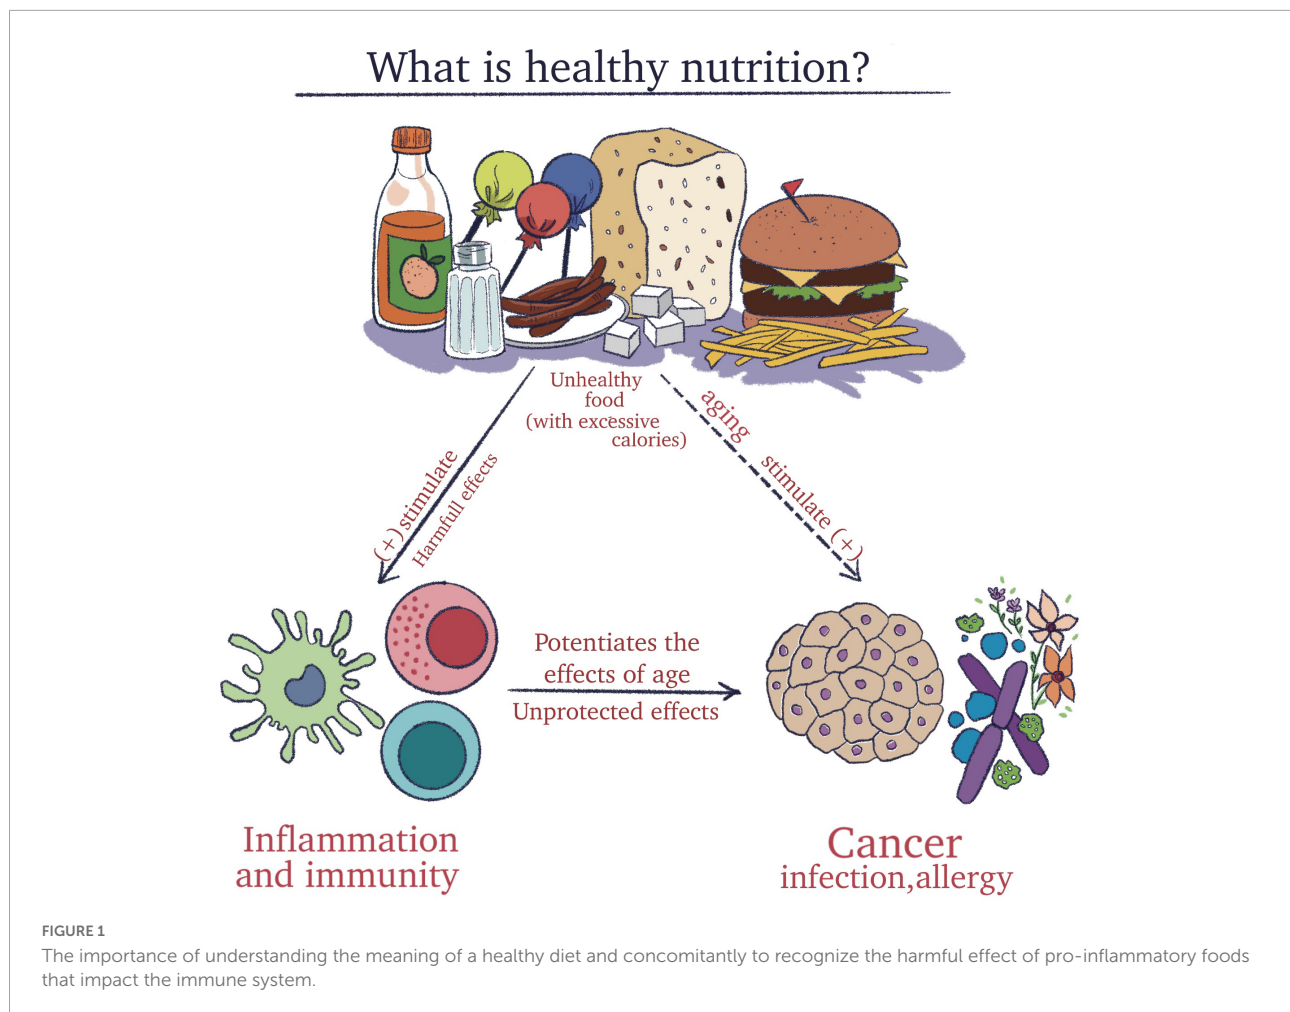 What is healthy nutrition?
Unhealthy
food
(with excessive
calories)
(+) stimulate
Harmfull effects
aging
stimulate (+)
Potentiates the
effects of age
Unprotected effects
Inflammation
and immunity
Cancer
infection,allergy
FIGURE 1
The importance of understanding the meaning of a healthy diet and concomitantly to recognize the harmful effect of pro-inflammatory foods
that impact the immune system.